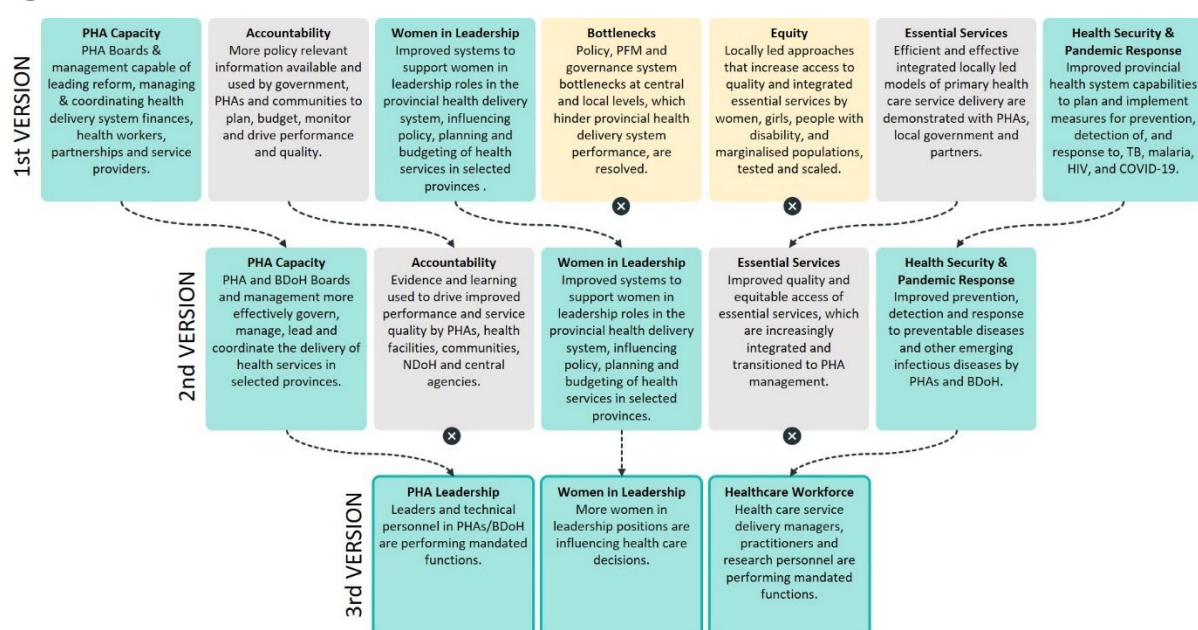 1st VERSION
PHA Capacity
PHA Boards &
management capable of
leading reform, managing
& coordinating health
delivery system finances,
health workers,
partnerships and service
providers.
Accountability
More policy relevant
information available and
used by government,
PHAs and communities to
plan, budget, monitor
and drive performance
and quality.
Women in Leadership
Improved systems to
support women in
leadership roles in the
provincial health delivery
system, influencing
policy, planning and
budgeting of health
services in selected
provinces .
Bottlenecks
Policy, PFM and
governance system
bottlenecks at central
and local levels, which
hinder provincial health
delivery system
performance, are
resolved.
Equity
Locally led approaches
that increase access to
quality and integrated
essential services by
women, girls, people with
disability, and
marginalised populations,
tested and scaled.
Essential Services
Efficient and effective
integrated locally led
models of primary health
care service delivery are
demonstrated with PHAs,
local government and
partners.
Health Security &
Pandemic Response
Improved provincial
health system capabilities
to plan and implement
measures for prevention,
detection of, and
response to, TB, malaria,
HIV, and COVID-19.
2nd VERSION
PHA Capacity
PHA and BDoH Boards
and management more
effectively govern,
manage, lead and
coordinate the delivery of
health services in
selected provinces.
Accountability
Evidence and learning
used to drive improved
performance and service
quality by PHAs, health
facilities, communities,
NDoH and central
agencies.
Women in Leadership
Improved systems to
support women in
leadership roles in the
provincial health delivery
system, influencing
policy, planning and
budgeting of health
services in selected
provinces.
Essential Services
Improved quality and
equitable access of
essential services, which
are increasingly
integrated and
transitioned to PHA
management.
Health Security &
Pandemic Response
Improved prevention,
detection and response
to preventable diseases
and other emerging
infectious diseases by
PHAs and BDoH.
3rd VERSION
PHA Leadership
Leaders and technical
personnel in PHAs/BDoH
are performing mandated
functions.
Women in Leadership
More women in
leadership positions are
influencing health care
decisions.
Healthcare Workforce
Health care service
delivery managers,
practitioners and
research personnel are
performing mandated
functions.